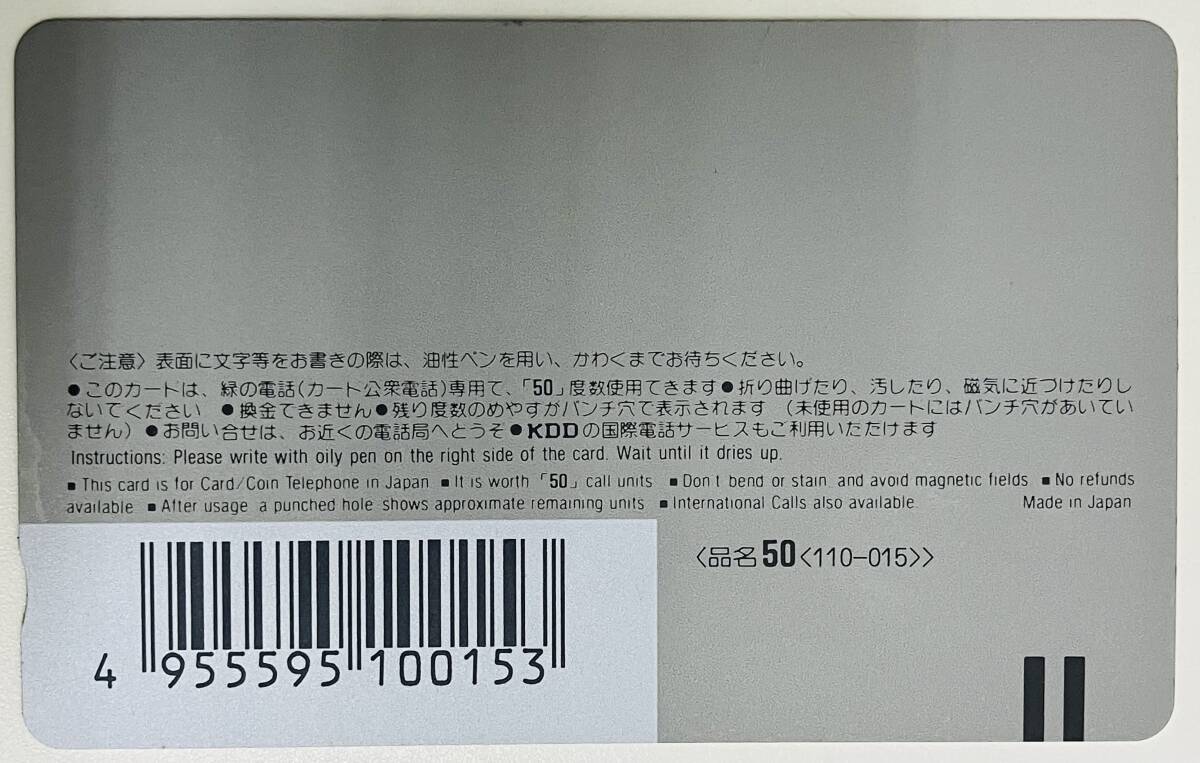 〈ご注意〉表面に文字等をお書きの際は、油性ペンを用い、かわくまでお待ちください。
●このカードは、緑の電話(カード公衆電話)専用で、「50」度数使用できます●折り曲げたり、汚したり、磁気に近づけたりし
ないでください ●換金できません●残り度数のめやすがパンチ穴で表示されます (未使用のカードにはパンチ穴があいてい
ません)●お問い合せは、お近くの電話局へどうぞ●KDDの国際電話サービスもご利用いただけます
Instructions: Please write with oily pen on the right side of the card. Wait until it dries up.
■This card is for Card/Coin Telephone in Japan ■It is worth「50」call units ■Don't bend or stain, and avoid magnetic fields. ■No refunds
available ■After usage, a punched hole shows approximate remaining units ■International Calls also available. Made in Japan
〈品名50<110-015>〉
4 955595 100153